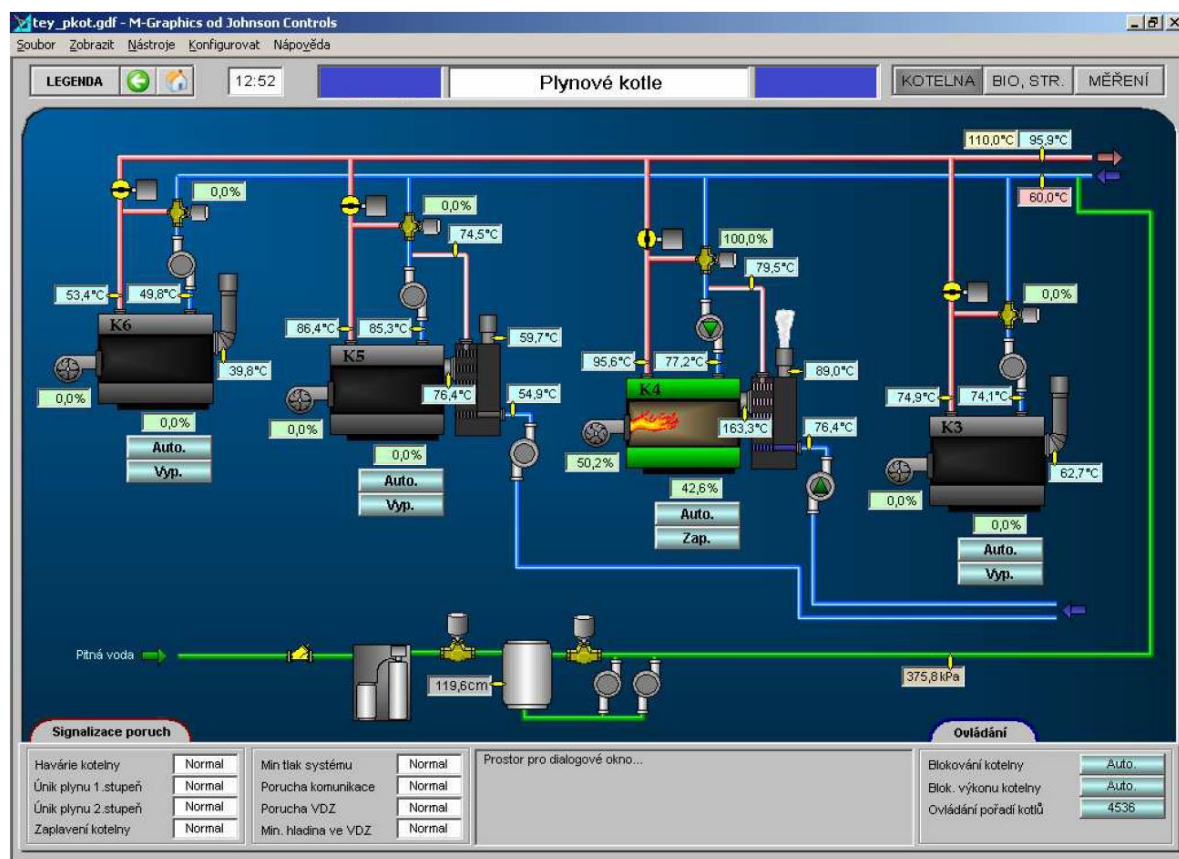 tey_pkot.gdf - M-Graphics od Johnson Controls
Soubor Zobrazit Nástroje Konfigurovat Nápověda
LEGENDA 12:52 Plynové kotle KOTELNA BIO, STR. MĚŘENÍ
110,0°C 95,9°C
60,0°C
0,0%
53,4°C 49,8°C
K6
39,8°C
0,0%
0,0%
Auto.
Vyp.
0,0%
74,5°C
86,4°C 85,3°C
K5
59,7°C
76,4°C 54,9°C
0,0%
0,0%
Auto.
Vyp.
100,0%
79,5°C
95,6°C 77,2°C
K4
89,0°C
163,3°C 76,4°C
50,2%
42,6%
Auto.
Zap.
0,0%
74,9°C 74,1°C
K3
62,7°C
0,0%
0,0%
Auto.
Vyp.
Pitná voda
119,6cm
375,8kPa
Signalizace poruch
Havárie kotelny Normal
Únik plynu 1.stupeň Normal
Únik plynu 2.stupeň Normal
Zaplavení kotelny Normal
Min tlak systému Normal
Porucha komunikace Normal
Porucha VDZ Normal
Min. hladina ve VDZ Normal
Prostor pro dialogové okno...
Ovládání
Blokování kotelny Auto.
Blok. výkonu kotelny Auto.
Ovládání pořadí kotlů 4536